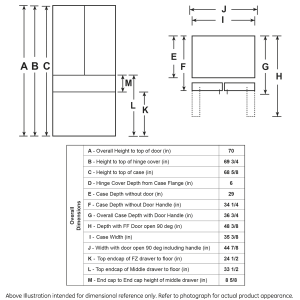 J
I
A
B
C
E
F
G
H
M
K
L
Overall Dimensions
A - Overall Height to top of door (in) 70
B - Height to top of hinge cover (in) 69 3/4
C - Height to top of case (in) 68 5/8
D - Hinge Cover Depth from Case Flange (in) 6
E - Case Depth without door (in) 29
F - Case Depth without Door Handle (in) 34 1/4
G - Overall Case Depth with Door Handle (in) 36 3/4
H - Depth with FF Door open 90 (in) 48 3/8
I - Case Width (in) 35 3/8
J - Width with door open 90 deg including handle (in) 44 7/8
K - Top endcap of FZ drawer to floor (in) 24 1/2
L - Top endcap of Middle drawer to floor (in) 33 1/2
M - End cap to End cap height of middle drawer (in) 8 5/8
Above Illustration intended for dimensional reference only. Refer to photograph for actual product appearance.